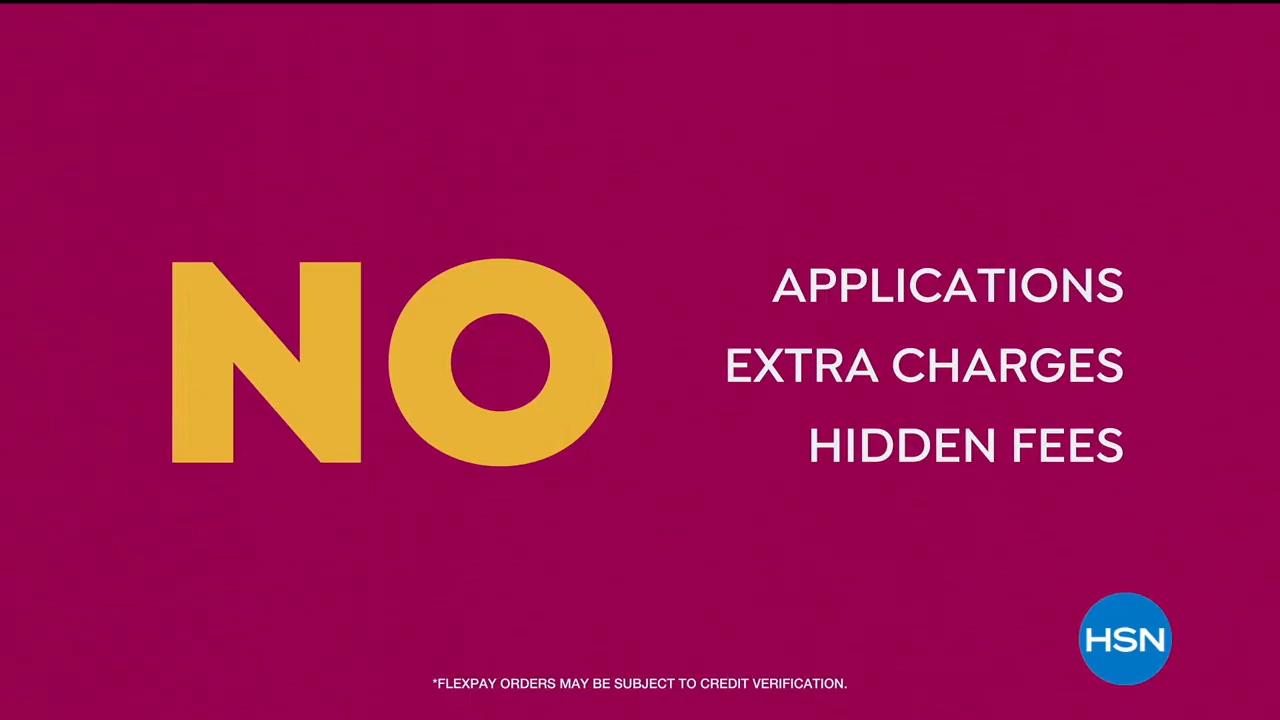 NO
APPLICATIONS
EXTRA CHARGES
HIDDEN FEES
HSN
*FLEXPAY ORDERS MAY BE SUBJECT TO CREDIT VERIFICATION.